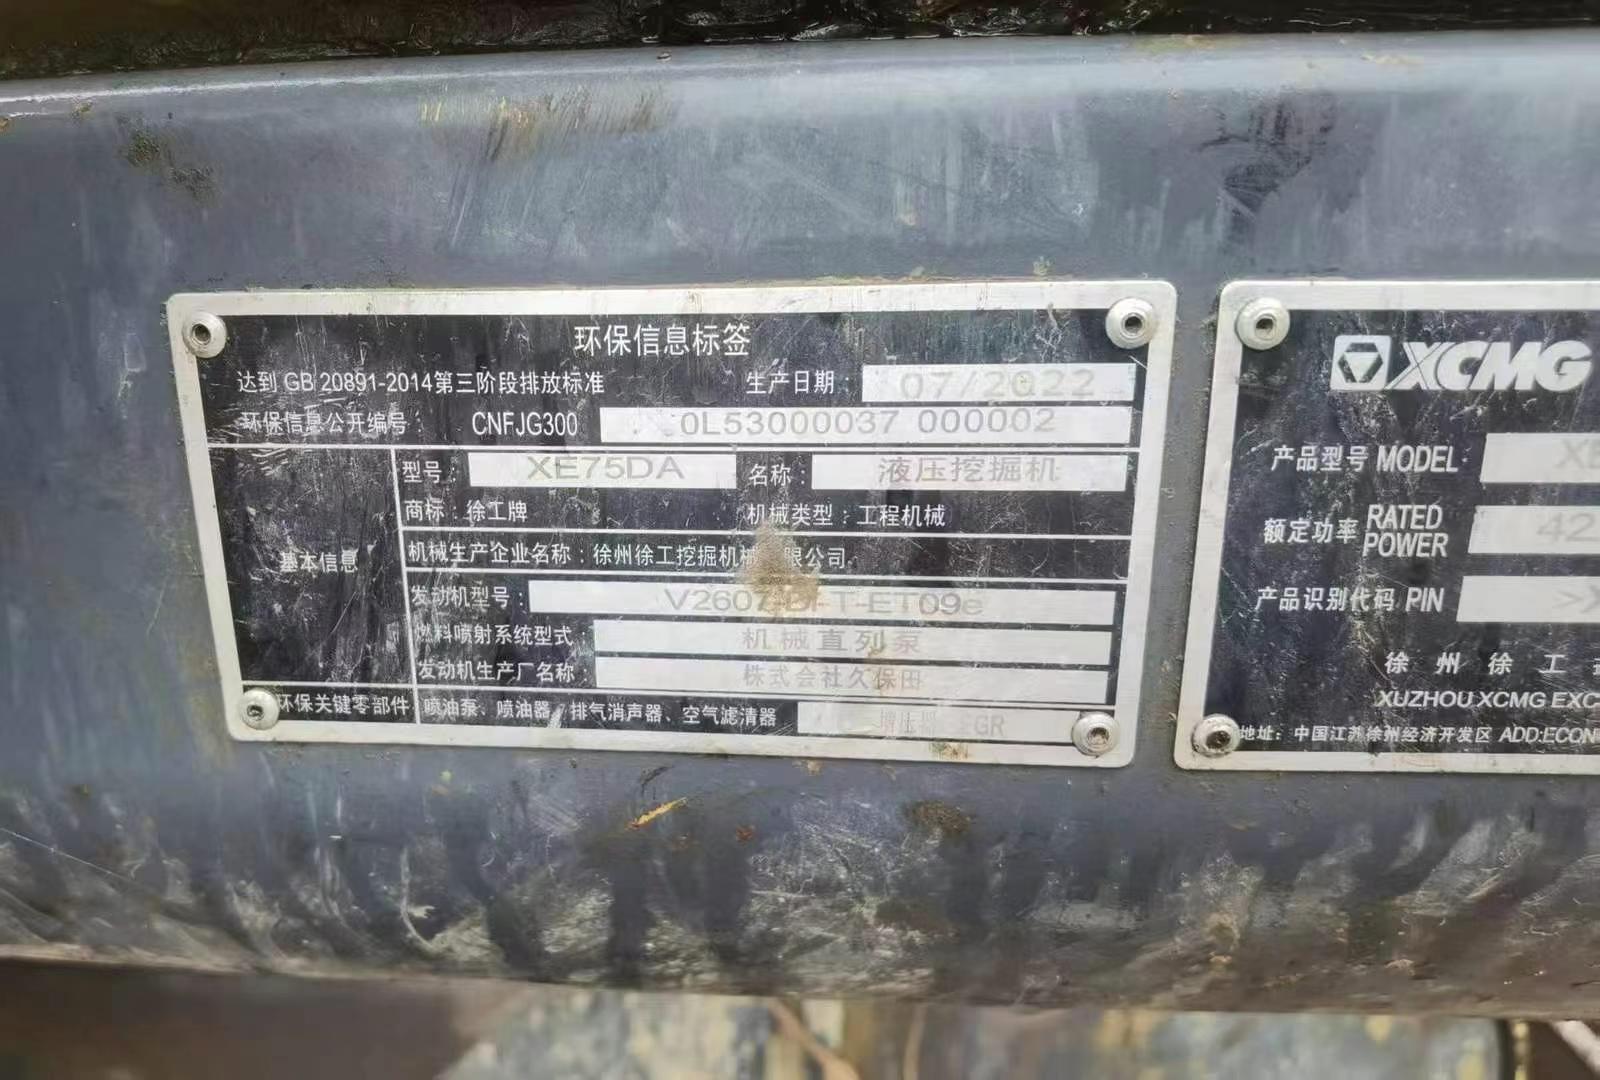 环保信息标签
达到 GB 20891-2014第三阶段排放标准 生产日期： 07/2022
环保信息公开编号： CNFJG300 0L53000037 000002
基本信息
型号： XE75DA 名称： 液压挖掘机
商标：徐工牌 机械类型：工程机械
机械生产企业名称：徐州徐工挖掘机械 限公司
发动机型号： V2607-DI-T-ET09e
燃料喷射系统型式： 机械直列泵
发动机生产厂名称： 株式会社久保田
环保关键零部件 喷油泵、喷油器、排气消声器、空气滤清器 增压器 EGR
XCMG
产品型号 MODEL
额定功率 RATED POWER 42
产品识别代码 PIN
徐 州 徐 工
XUZHOU XCMG EXC
地址：中国江苏徐州经济开发区 ADD:ECON